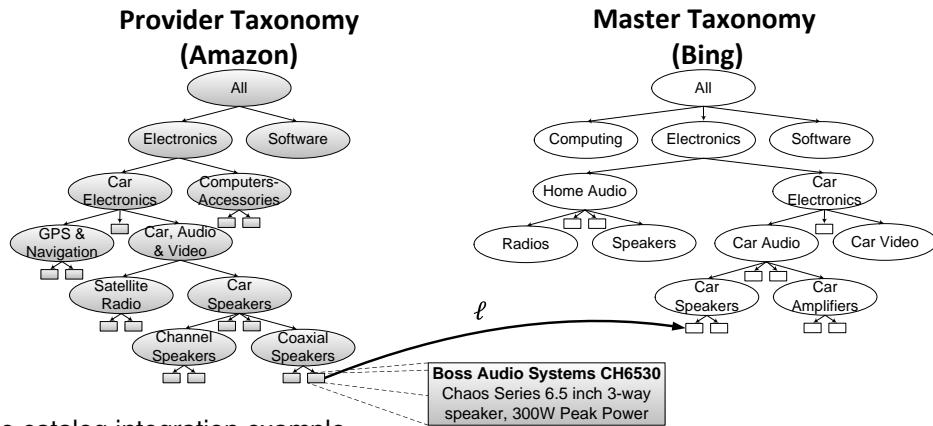 Provider Taxonomy
(Amazon)
All
Electronics
Software
Car
Electronics
Computers-
Accessories
GPS &
Navigation
Car, Audio
& Video
Satellite
Radio
Car
Speakers
Channel
Speakers
Coaxial
Speakers
Master Taxonomy
(Bing)
All
Computing
Electronics
Software
Home Audio
Car
Electronics
Radios
Speakers
Car Audio
Car Video
Car
Speakers
Car
Amplifiers
ℓ
Boss Audio Systems CH6530
Chaos Series 6.5 inch 3-way
speaker, 300W Peak Power